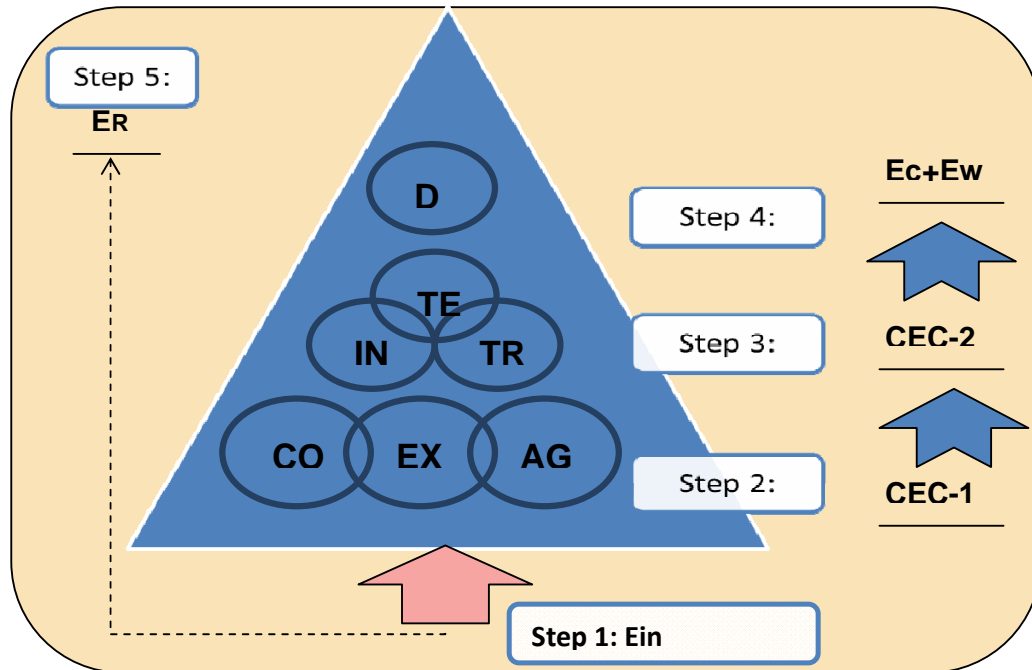 Step 5:
ER
D
Ec+Ew
Step 4:
TE
IN TR
Step 3:
CEC-2
CO EX AG
Step 2:
CEC-1
Step 1: Ein